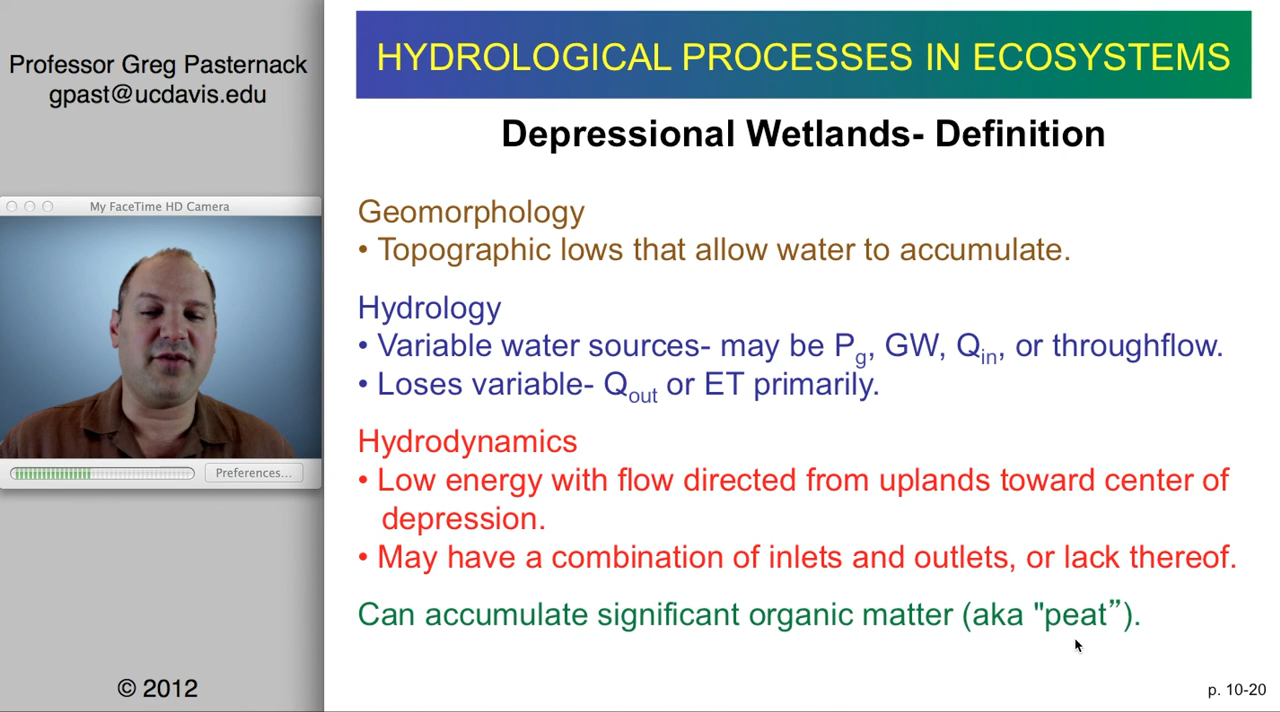 Professor Greg Pasternack
gpast@ucdavis.edu
My FaceTime HD Camera
Preferences...
© 2012
HYDROLOGICAL PROCESSES IN ECOSYSTEMS
Depressional Wetlands- Definition
Geomorphology
• Topographic lows that allow water to accumulate.
Hydrology
• Variable water sources- may be Pg, GW, Qin, or throughflow.
• Loses variable- Qout or ET primarily.
Hydrodynamics
• Low energy with flow directed from uplands toward center of
depression.
• May have a combination of inlets and outlets, or lack thereof.
Can accumulate significant organic matter (aka "peat”).
p. 10-20